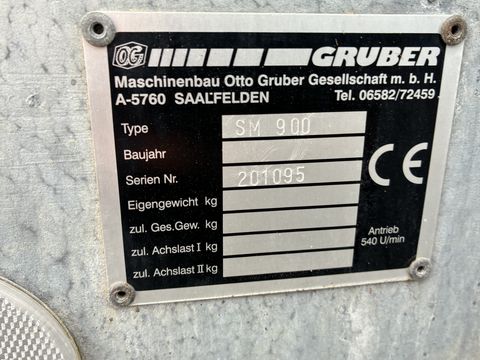 OG GRUBER
Maschinenbau Otto Gruber Gesellschaft m. b. H.
A-5760 SAALFELDEN Tel. 06582/72459
Type SM 900
Baujahr
Serien Nr. 201095
Eigengewicht kg
zul. Ges.Gew. kg
zul. Achslast I kg
zul. Achslast II kg
CE
Antrieb
540 U/min